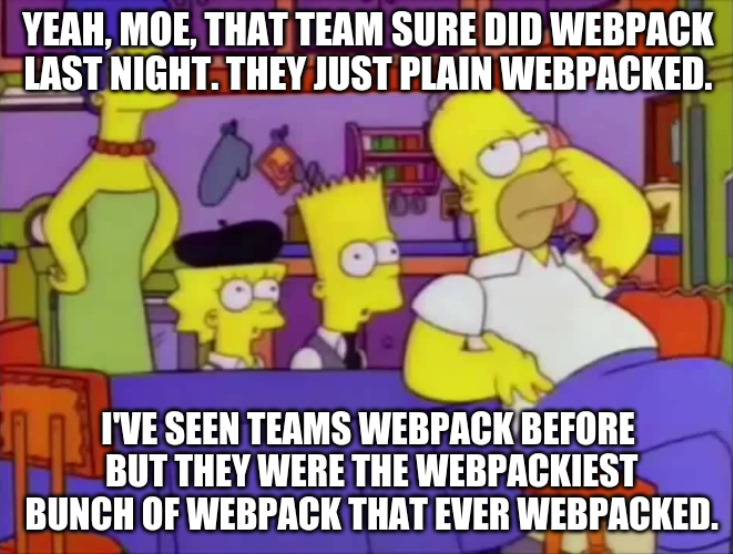 YEAH, MOE, THAT TEAM SURE DID WEBPACK
LAST NIGHT. THEY JUST PLAIN WEBPACKED.
I'VE SEEN TEAMS WEBPACK BEFORE
BUT THEY WERE THE WEBPACKIEST
BUNCH OF WEBPACK THAT EVER WEBPACKED.